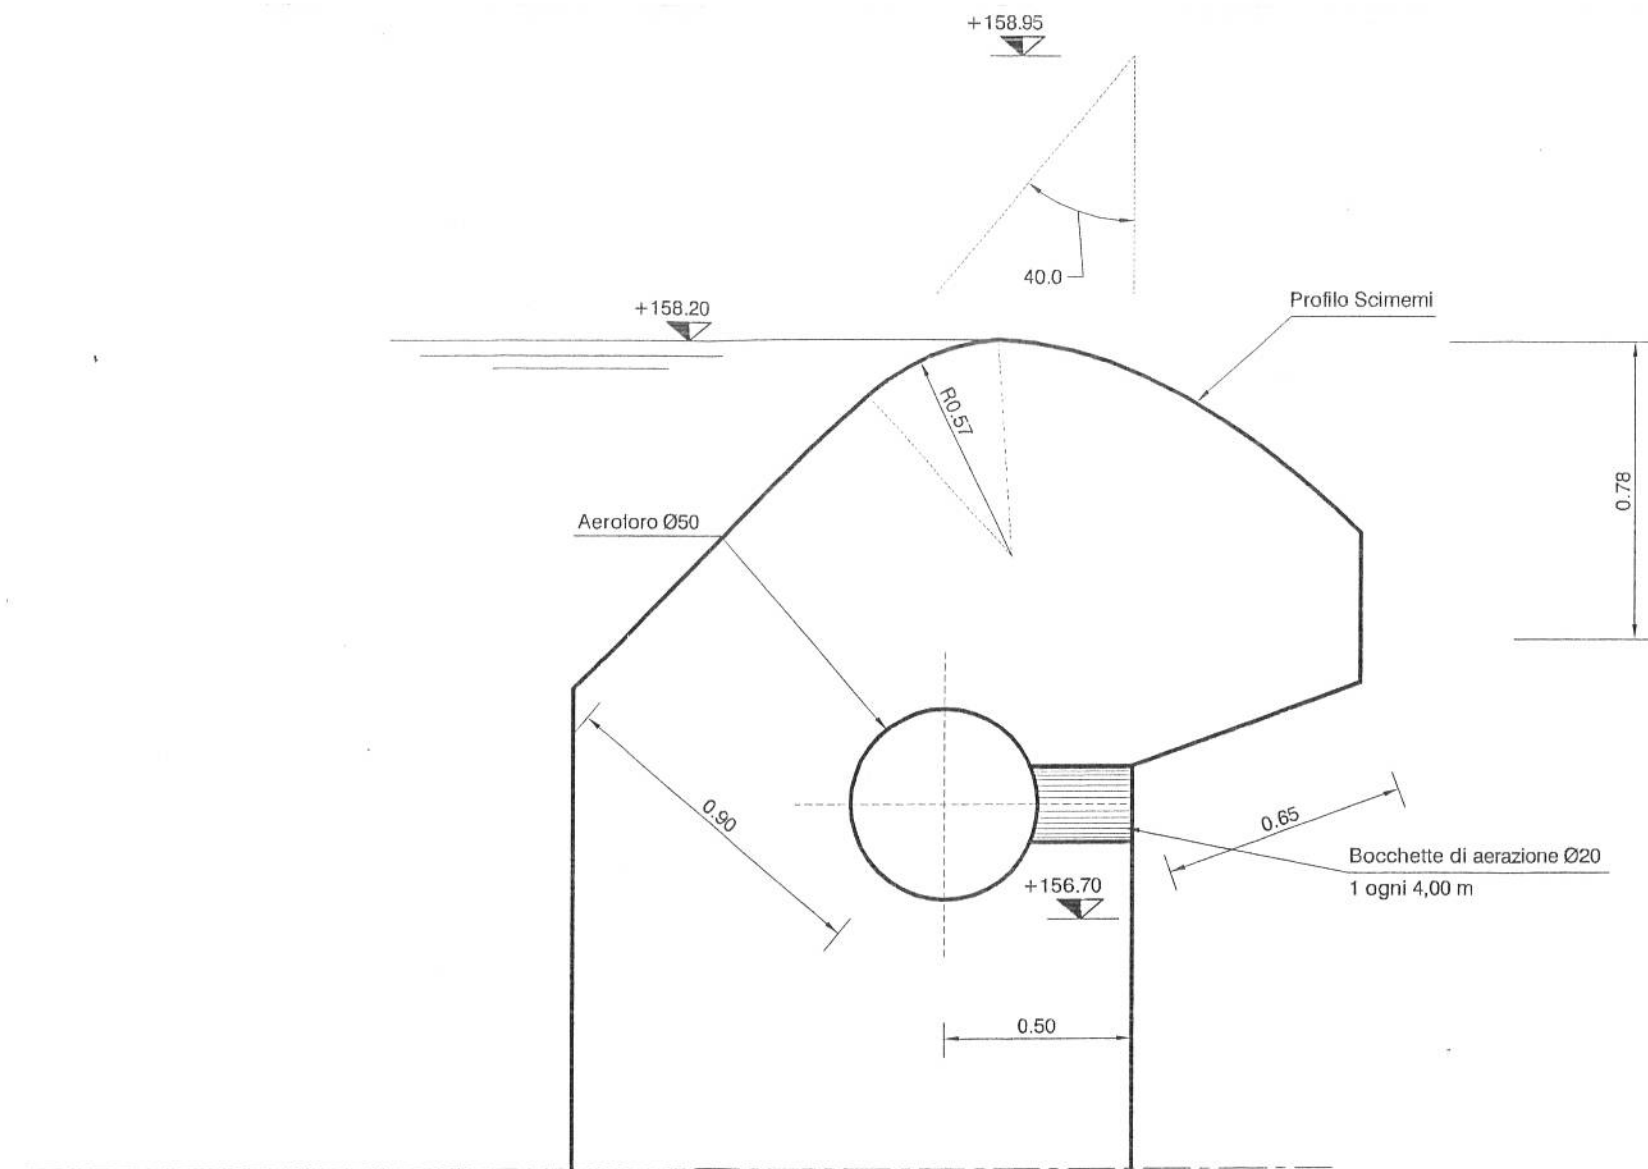 +158.95
40.0
+158.20
Profilo Scimemi
R0.57
0.78
Aeroforo Ø50
0.90
0.65
Bocchette di aerazione Ø20
1 ogni 4,00 m
+156.70
0.50